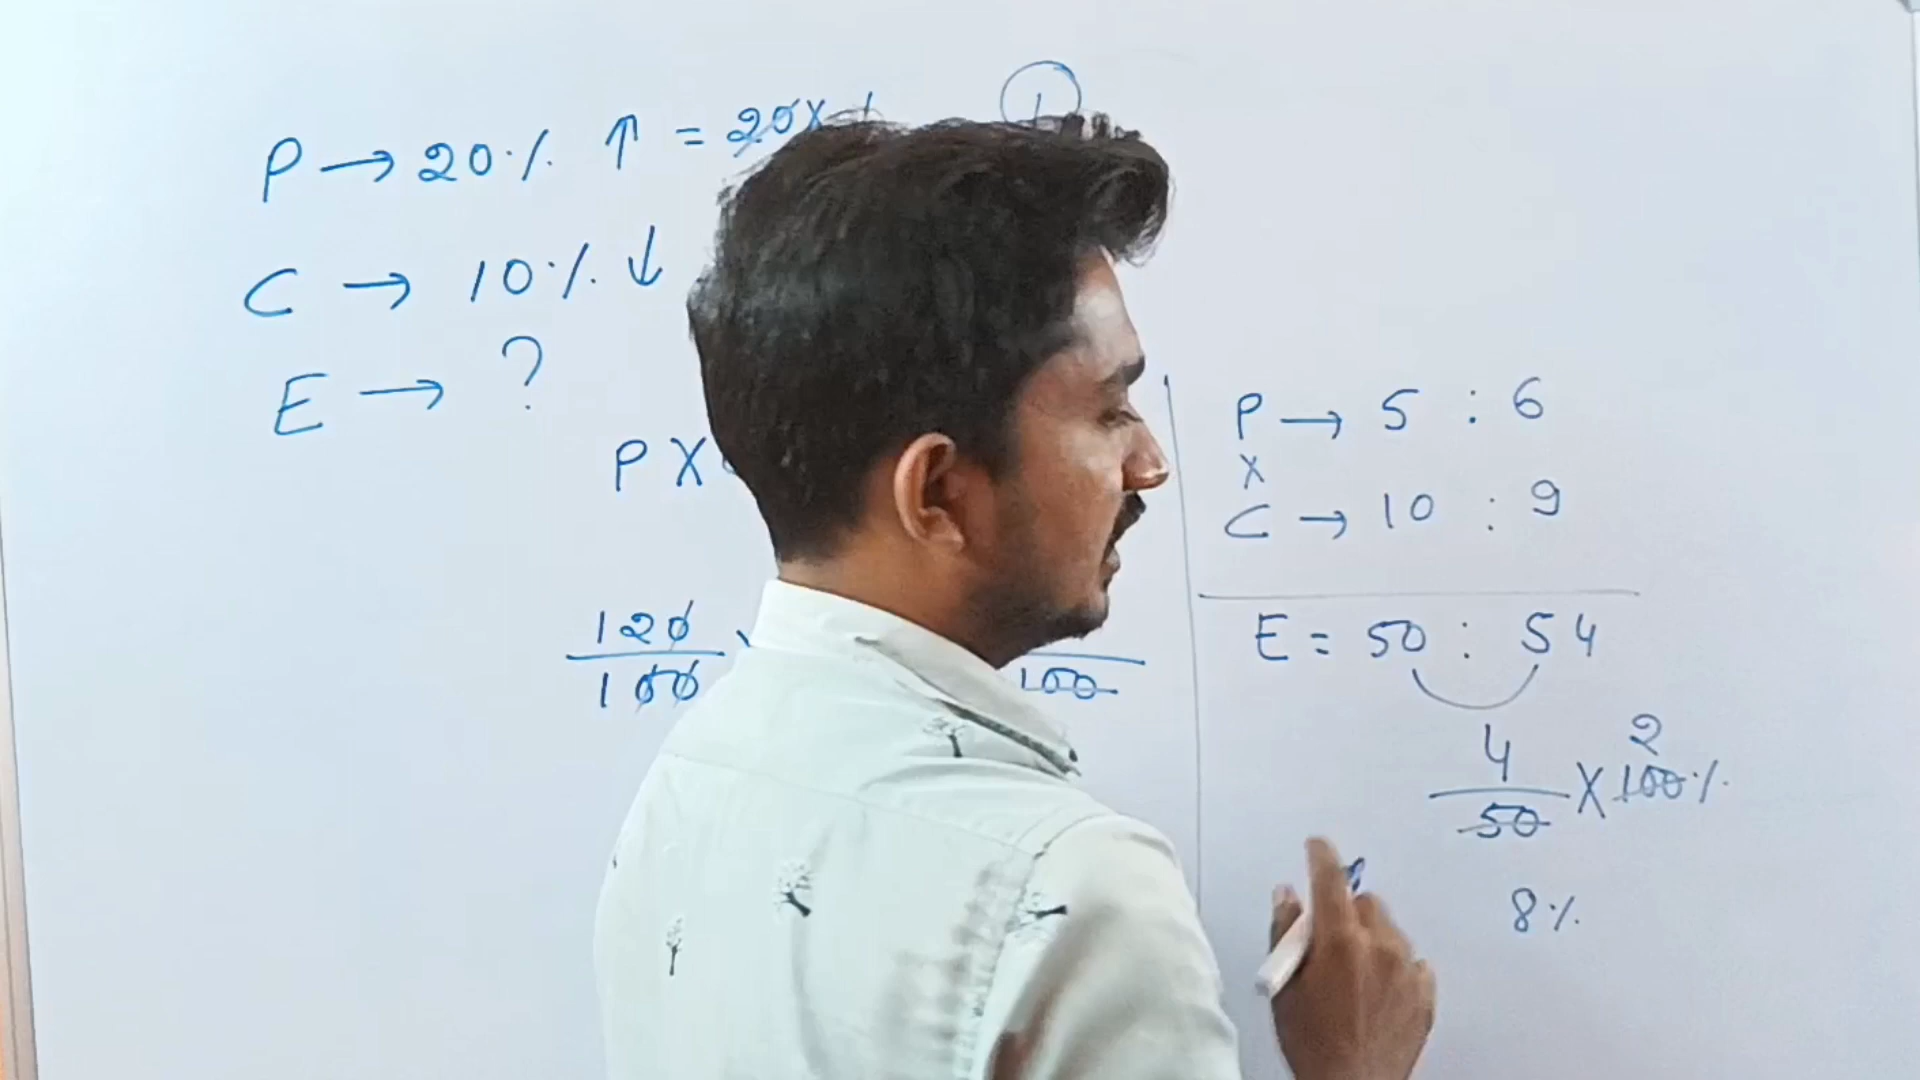 P → 20% ↑ = 20 x 1
C → 10% ↓
E → ?
P X
120
100
100
P → 5 : 6
X
C → 10 : 9
E = 50 : 54
4
50
X 100%
2
8%